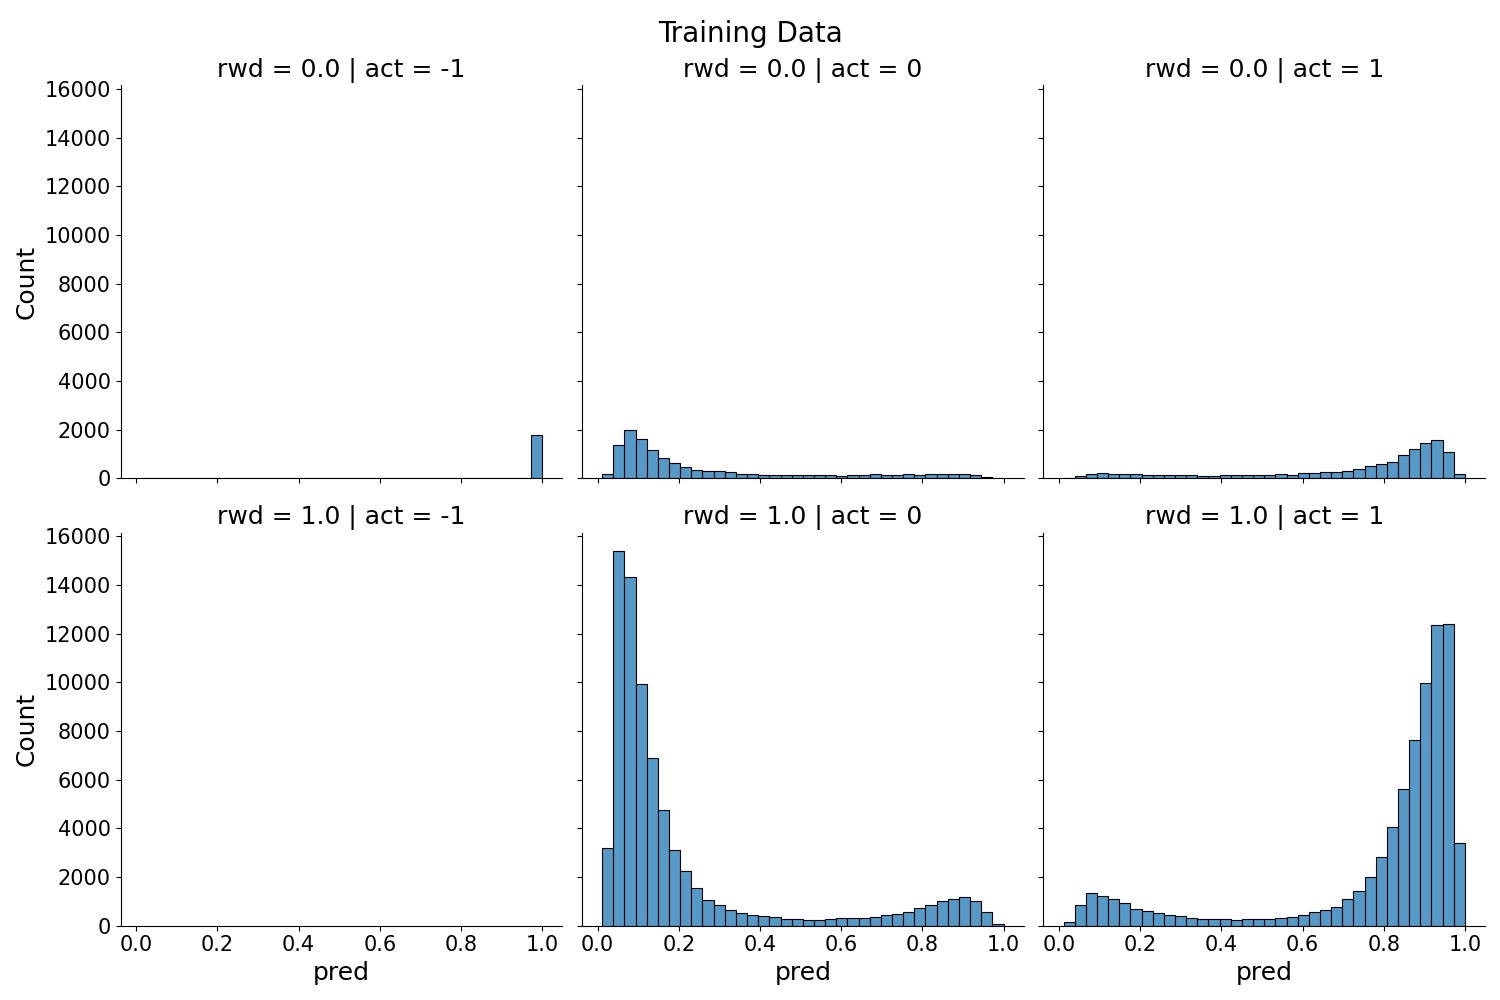 Training Data
rwd = 0.0 | act = -1
rwd = 0.0 | act = 0
rwd = 0.0 | act = 1
16000
14000
12000
10000
8000
6000
4000
2000
0
Count
rwd = 1.0 | act = -1
rwd = 1.0 | act = 0
rwd = 1.0 | act = 1
16000
14000
12000
10000
8000
6000
4000
2000
0
Count
0.0 0.2 0.4 0.6 0.8 1.0
0.0 0.2 0.4 0.6 0.8 1.0
0.0 0.2 0.4 0.6 0.8 1.0
pred
pred
pred